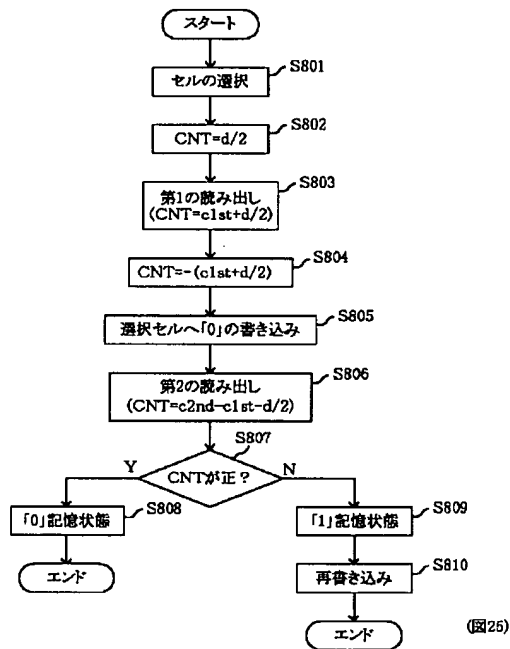 スタート
セルの選択
S801
CNT=d/2
S802
第1の読み出し
(CNT=c1st+d/2)
S803
CNT=-(c1st+d/2)
S804
選択セルへ「0」の書き込み
S805
第2の読み出し
(CNT=c2nd-c1st-d/2)
S806
CNTが正?
S807
Y
N
「0」記憶状態
S808
「1」記憶状態
S809
エンド
再書き込み
S810
エンド
(図25)